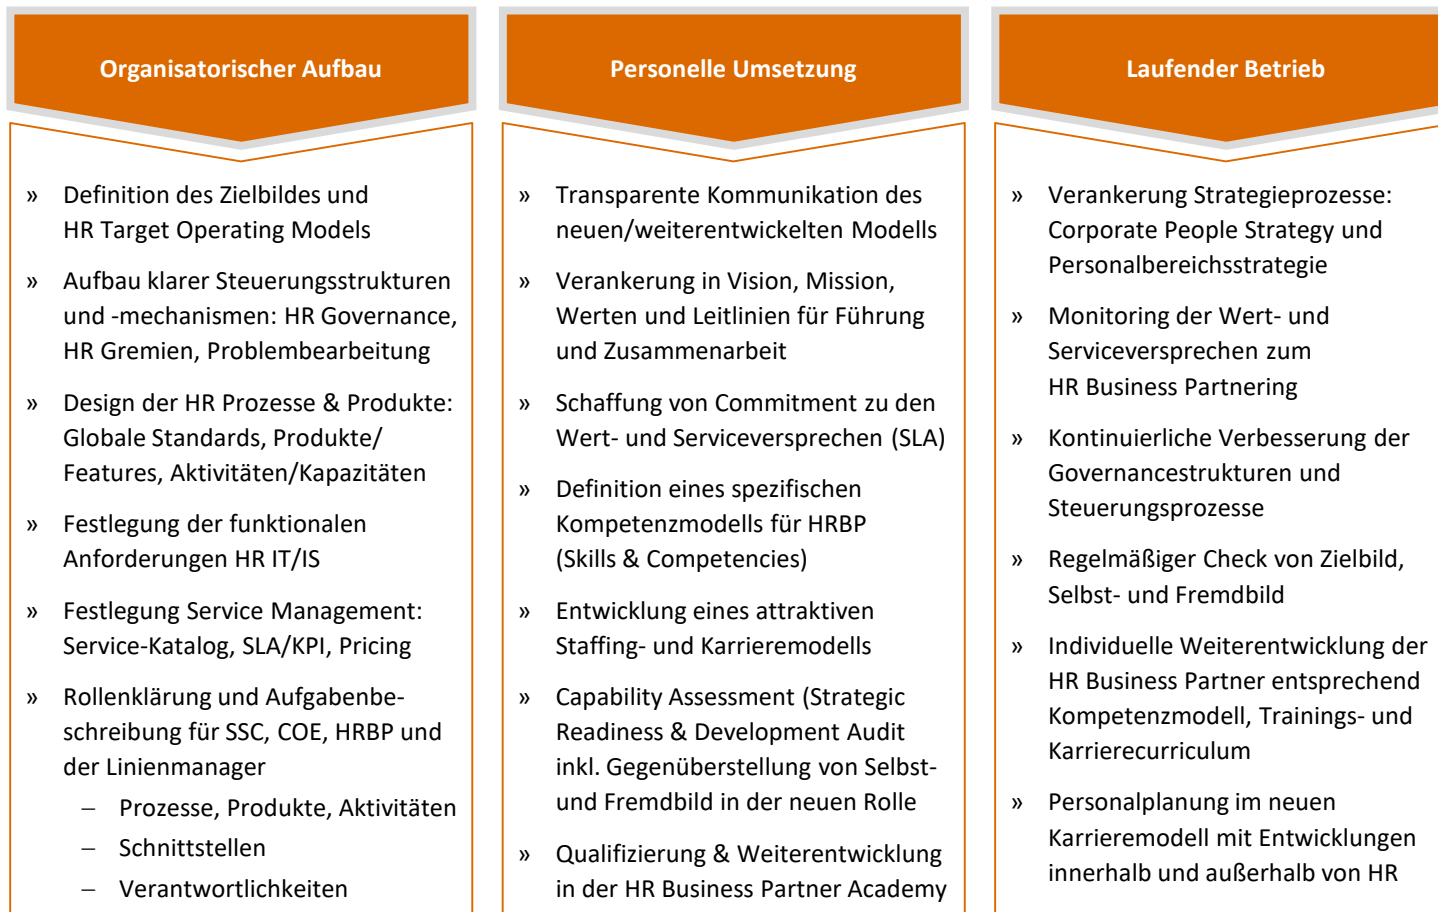 Organisatorischer Aufbau
» Definition des Zielbildes und
HR Target Operating Models
» Aufbau klarer Steuerungsstrukturen
und -mechanismen: HR Governance,
HR Gremien, Problembearbeitung
» Design der HR Prozesse & Produkte:
Globale Standards, Produkte/
Features, Aktivitäten/Kapazitäten
» Festlegung der funktionalen
Anforderungen HR IT/IS
» Festlegung Service Management:
Service-Katalog, SLA/KPI, Pricing
» Rollenklärung und Aufgabenbe-
schreibung für SSC, COE, HRBP und
der Linienmanager
– Prozesse, Produkte, Aktivitäten
– Schnittstellen
– Verantwortlichkeiten
Personelle Umsetzung
» Transparente Kommunikation des
neuen/weiterentwickelten Modells
» Verankerung in Vision, Mission,
Werten und Leitlinien für Führung
und Zusammenarbeit
» Schaffung von Commitment zu den
Wert- und Serviceversprechen (SLA)
» Definition eines spezifischen
Kompetenzmodells für HRBP
(Skills & Competencies)
» Entwicklung eines attraktiven
Staffing- und Karrieremodells
» Capability Assessment (Strategic
Readiness & Development Audit
inkl. Gegenüberstellung von Selbst-
und Fremdbild in der neuen Rolle
» Qualifizierung & Weiterentwicklung
in der HR Business Partner Academy
Laufender Betrieb
» Verankerung Strategieprozesse:
Corporate People Strategy und
Personalbereichsstrategie
» Monitoring der Wert- und
Serviceversprechen zum
HR Business Partnering
» Kontinuierliche Verbesserung der
Governancestrukturen und
Steuerungsprozesse
» Regelmäßiger Check von Zielbild,
Selbst- und Fremdbild
» Individuelle Weiterentwicklung der
HR Business Partner entsprechend
Kompetenzmodell, Trainings- und
Karrierecurriculum
» Personalplanung im neuen
Karrieremodell mit Entwicklungen
innerhalb und außerhalb von HR